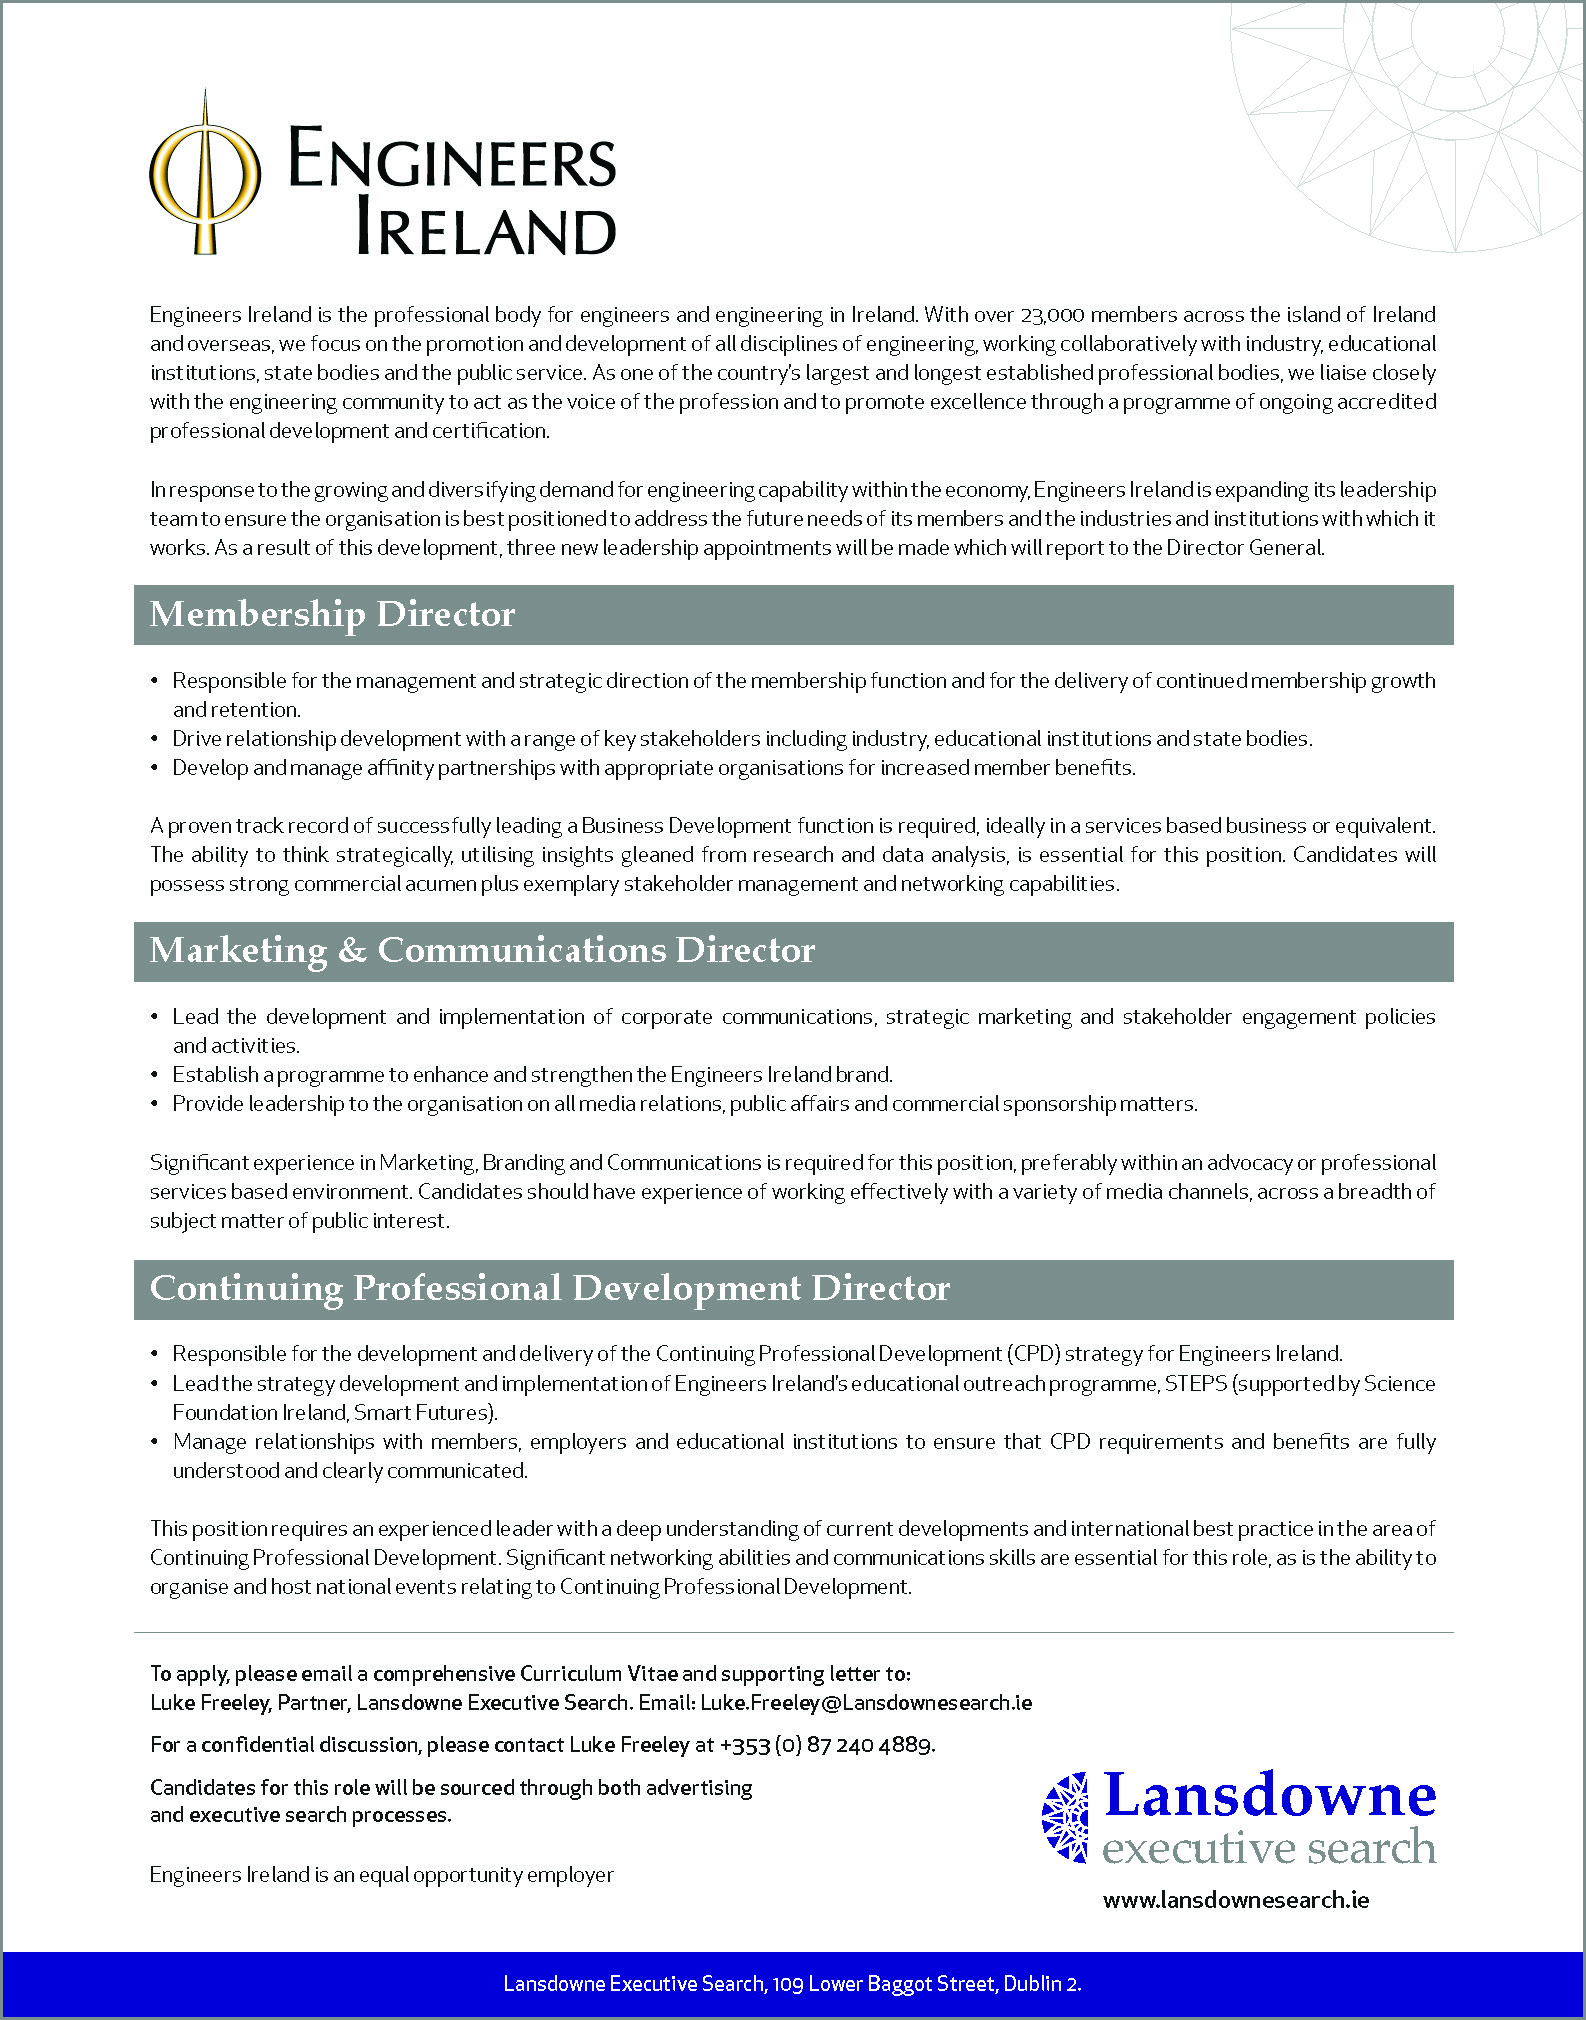 ENGINEERS
IRELAND
Engineers Ireland is the professional body for engineers and engineering in Ireland. With over 23,000 members across the island of Ireland
and overseas, we focus on the promotion and development of all disciplines of engineering, working collaboratively with industry, educational
institutions, state bodies and the public service. As one of the country's largest and longest established professional bodies, we liaise closely
with the engineering community to act as the voice of the profession and to promote excellence through a programme of ongoing accredited
professional development and certification.
In response to the growing and diversifying demand for engineering capability within the economy, Engineers Ireland is expanding its leadership
team to ensure the organisation is best positioned to address the future needs of its members and the industries and institutions with which it
works. As a result of this development, three new leadership appointments will be made which will report to the Director General.
Membership Director
• Responsible for the management and strategic direction of the membership function and for the delivery of continued membership growth
and retention.
• Drive relationship development with a range of key stakeholders including industry, educational institutions and state bodies.
• Develop and manage affinity partnerships with appropriate organisations for increased member benefits.
A proven track record of successfully leading a Business Development function is required, ideally in a services based business or equivalent.
The ability to think strategically, utilising insights gleaned from research and data analysis, is essential for this position. Candidates will
possess strong commercial acumen plus exemplary stakeholder management and networking capabilities.
Marketing & Communications Director
• Lead the development and implementation of corporate communications, strategic marketing and stakeholder engagement policies
and activities.
• Establish a programme to enhance and strengthen the Engineers Ireland brand.
• Provide leadership to the organisation on all media relations, public affairs and commercial sponsorship matters.
Significant experience in Marketing, Branding and Communications is required for this position, preferably within an advocacy or professional
services based environment. Candidates should have experience of working effectively with a variety of media channels, across a breadth of
subject matter of public interest.
Continuing Professional Development Director
• Responsible for the development and delivery of the Continuing Professional Development (CPD) strategy for Engineers Ireland.
• Lead the strategy development and implementation of Engineers Ireland's educational outreach programme, STEPS (supported by Science
Foundation Ireland, Smart Futures).
• Manage relationships with members, employers and educational institutions to ensure that CPD requirements and benefits are fully
understood and clearly communicated.
This position requires an experienced leader with a deep understanding of current developments and international best practice in the area of
Continuing Professional Development. Significant networking abilities and communications skills are essential for this role, as is the ability to
organise and host national events relating to Continuing Professional Development.
To apply, please email a comprehensive Curriculum Vitae and supporting letter to:
Luke Freeley, Partner, Lansdowne Executive Search. Email: Luke.Freeley@Lansdownesearch.ie
For a confidential discussion, please contact Luke Freeley at +353 (0) 87 240 4889.
Candidates for this role will be sourced through both advertising
and executive search processes.
Engineers Ireland is an equal opportunity employer
Lansdowne
executive search
www.lansdownesearch.ie
Lansdowne Executive Search, 109 Lower Baggot Street, Dublin 2.